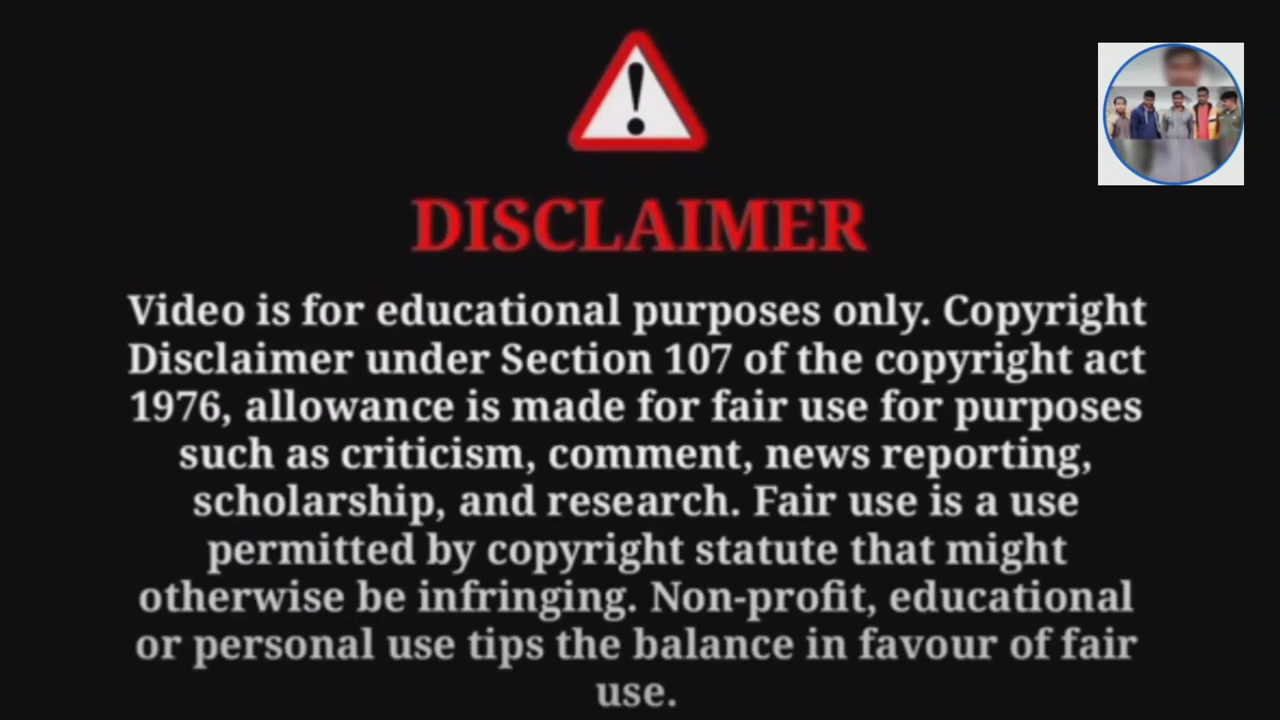 DISCLAIMER
Video is for educational purposes only. Copyright
Disclaimer under Section 107 of the copyright act
1976, allowance is made for fair use for purposes
such as criticism, comment, news reporting,
scholarship, and research. Fair use is a use
permitted by copyright statute that might
otherwise be infringing. Non-profit, educational
or personal use tips the balance in favour of fair
use.